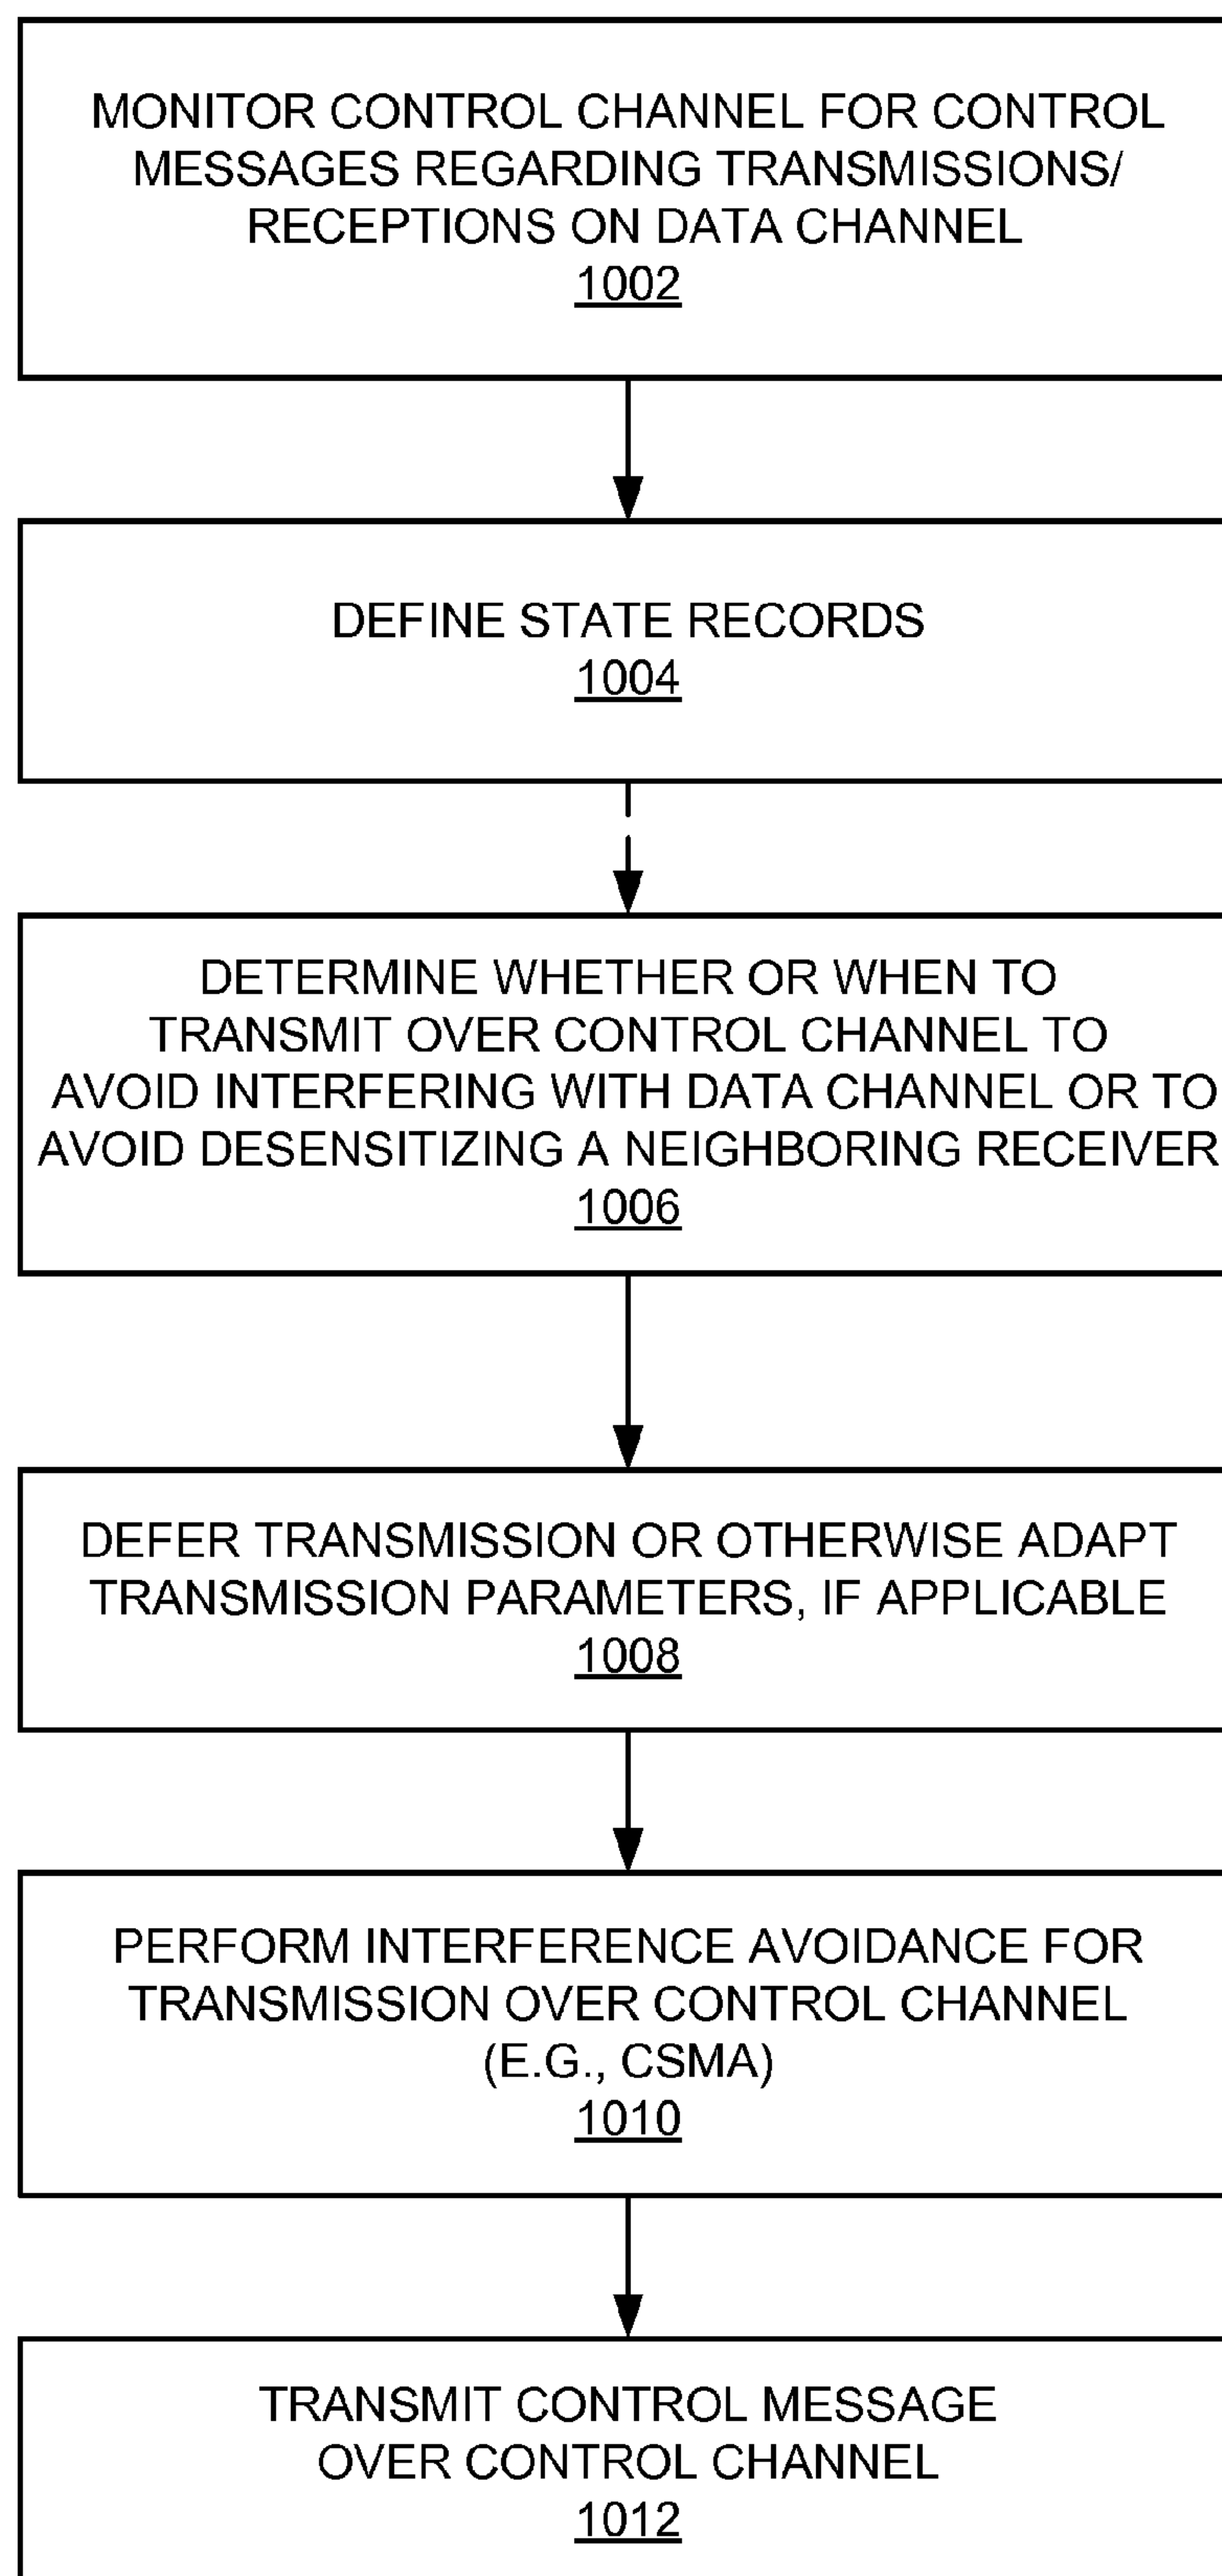 MONITOR CONTROL CHANNEL FOR CONTROL
MESSAGES REGARDING TRANSMISSIONS/
RECEPTIONS ON DATA CHANNEL
1002
DEFINE STATE RECORDS
1004
DETERMINE WHETHER OR WHEN TO
TRANSMIT OVER CONTROL CHANNEL TO
AVOID INTERFERING WITH DATA CHANNEL OR TO
AVOID DESENSITIZING A NEIGHBORING RECEIVER
1006
DEFER TRANSMISSION OR OTHERWISE ADAPT
TRANSMISSION PARAMETERS, IF APPLICABLE
1008
PERFORM INTERFERENCE AVOIDANCE FOR
TRANSMISSION OVER CONTROL CHANNEL
(E.G., CSMA)
1010
TRANSMIT CONTROL MESSAGE
OVER CONTROL CHANNEL
1012